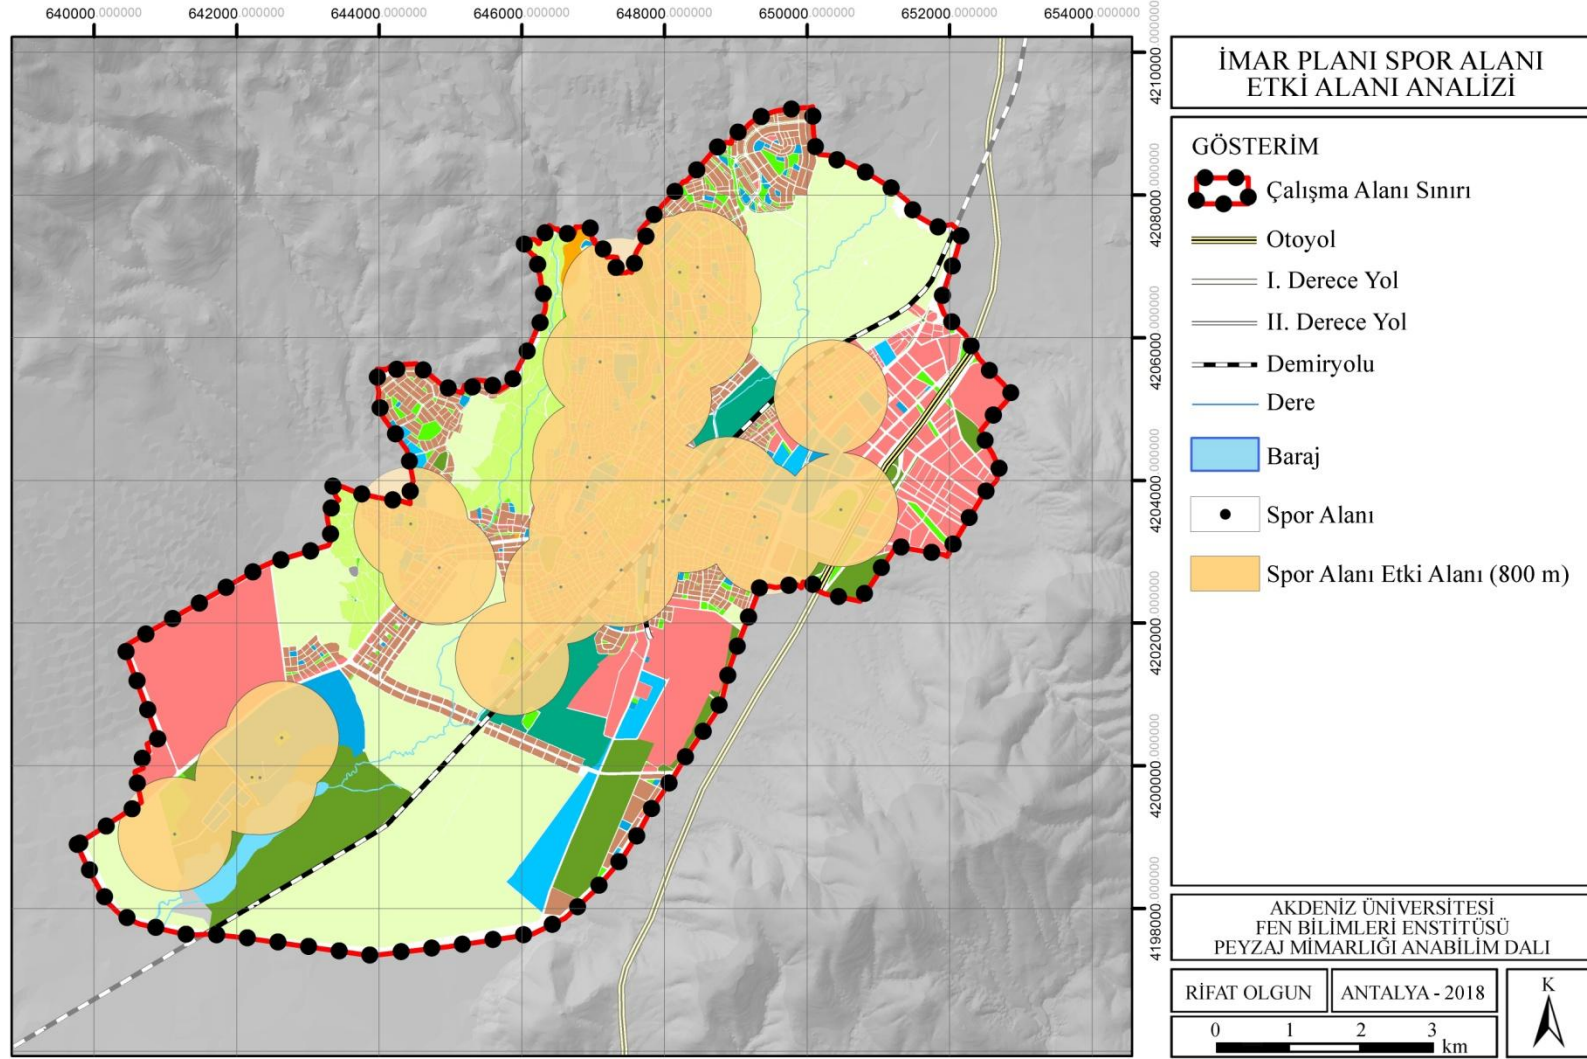 640000.000000 642000.000000 644000.000000 646000.000000 648000.000000 650000.000000 652000.000000 654000.000000
4210000.000000
4208000.000000
4206000.000000
4204000.000000
4202000.000000
4200000.000000
4198000.000000
İMAR PLANI SPOR ALANI
ETKİ ALANI ANALİZİ
GÖSTERİM
Çalışma Alanı Sınırı
Otoyol
I. Derece Yol
II. Derece Yol
Demiryolu
Dere
Baraj
Spor Alanı
Spor Alanı Etki Alanı (800 m)
AKDENİZ ÜNİVERSİTESİ
FEN BİLİMLERİ ENSTİTÜSÜ
PEYZAJ MİMARLIĞI ANABİLİM DALI
RİFAT OLGUN ANTALYA - 2018
K
0 1 2 3
km